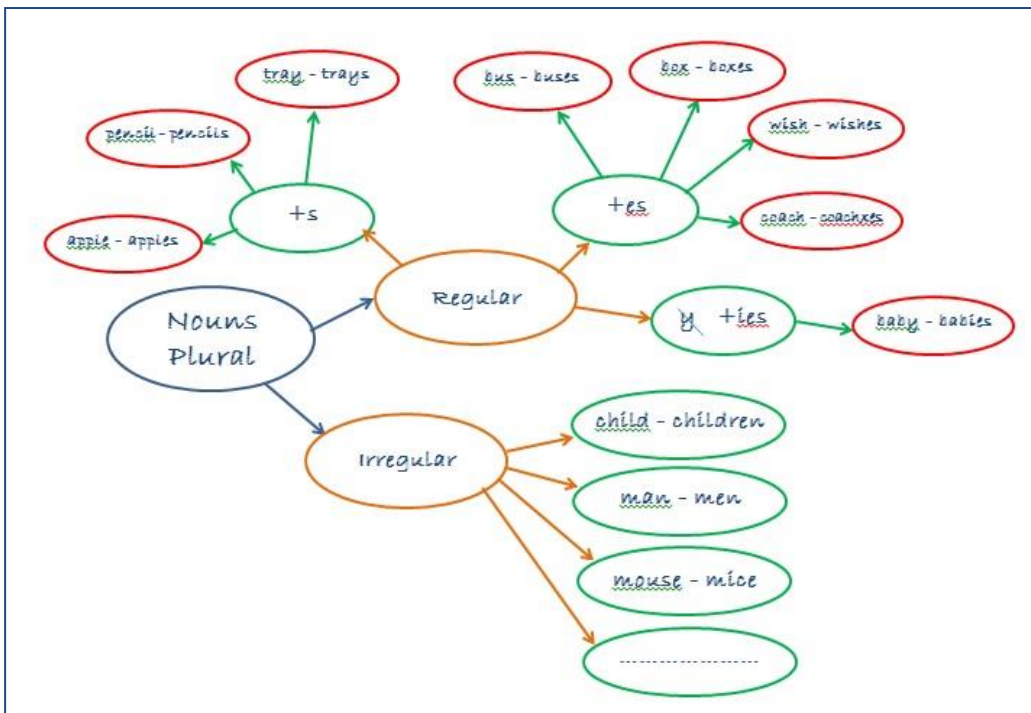 tray - trays
bus - buses
box - boxes
pencil - pencils
wish - wishes
+s
+es
apple - apples
coach - coachxes
Regular
Nouns
Plural
y +ies
baby - babies
child - children
Irregular
man - men
mouse - mice
-------------------